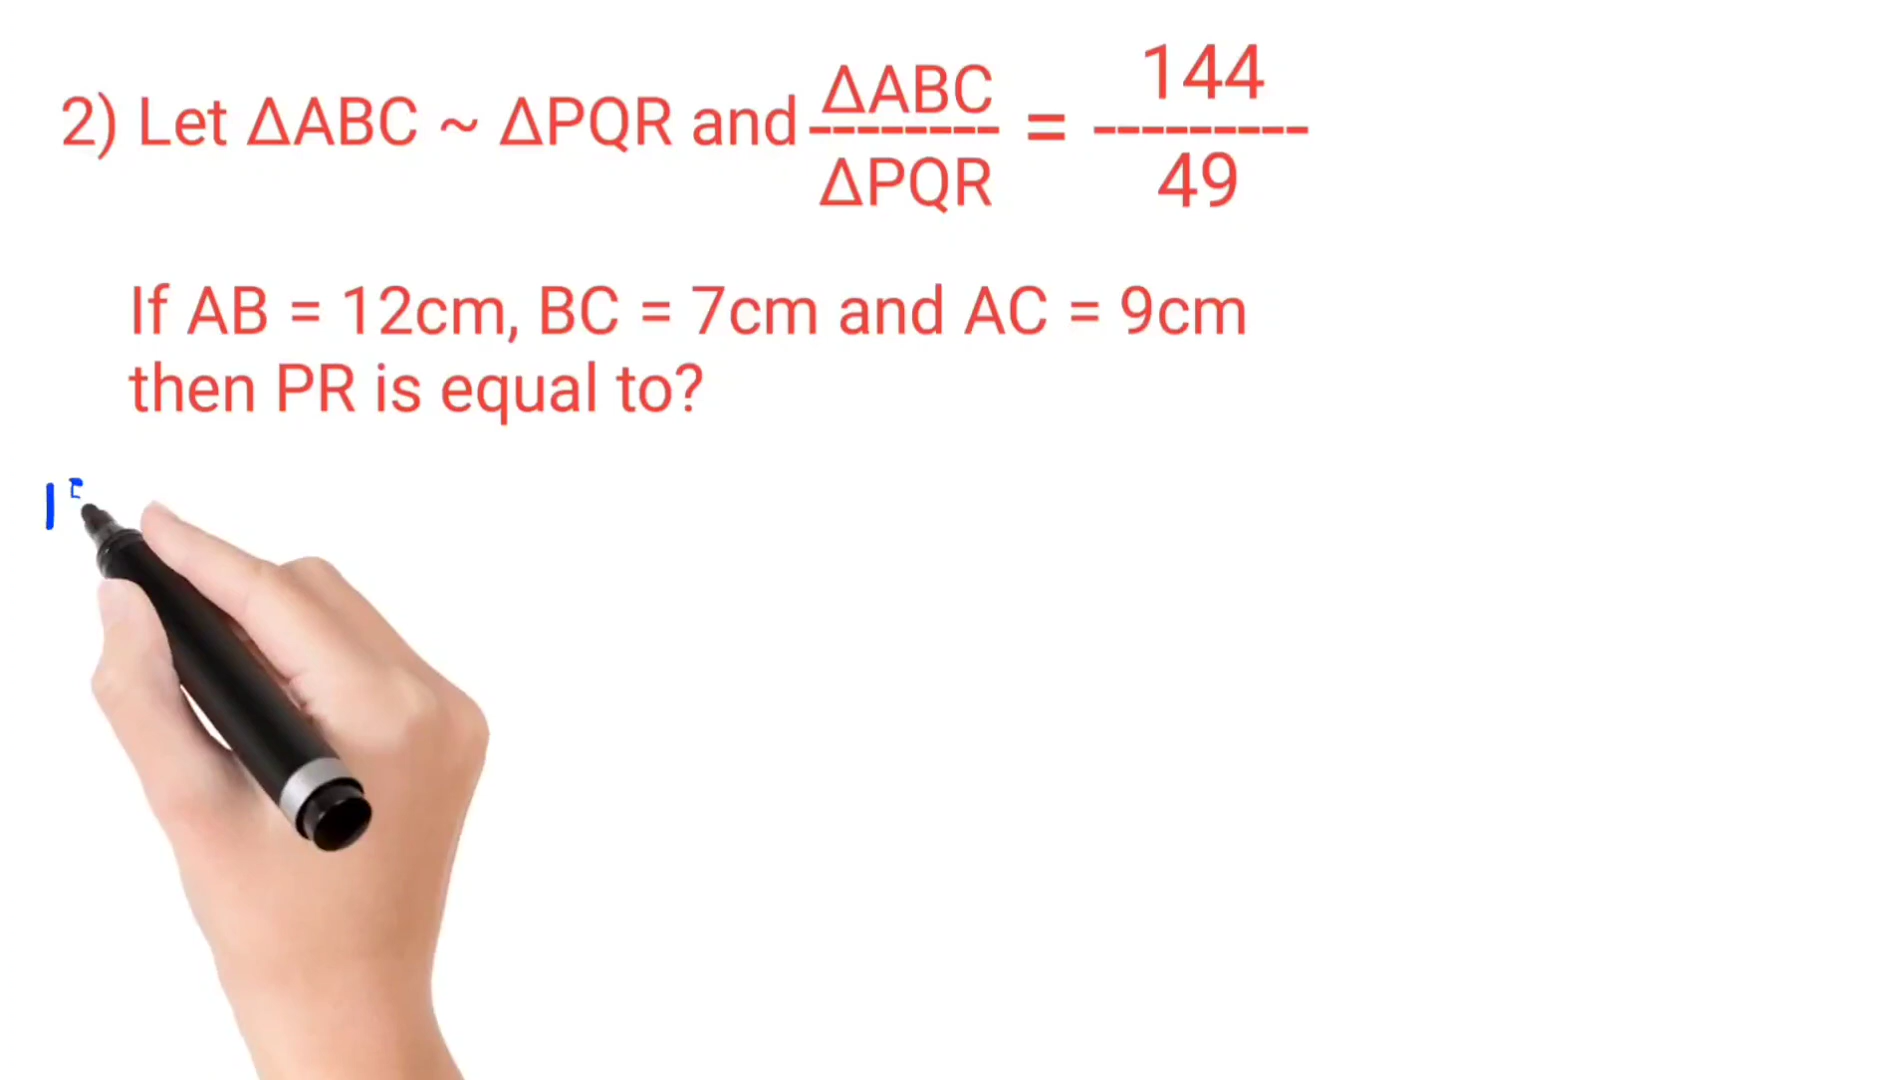 2) Let ΔABC ~ ΔPQR and ΔABC / ΔPQR = 144 / 49
If AB = 12cm, BC = 7cm and AC = 9cm
then PR is equal to?